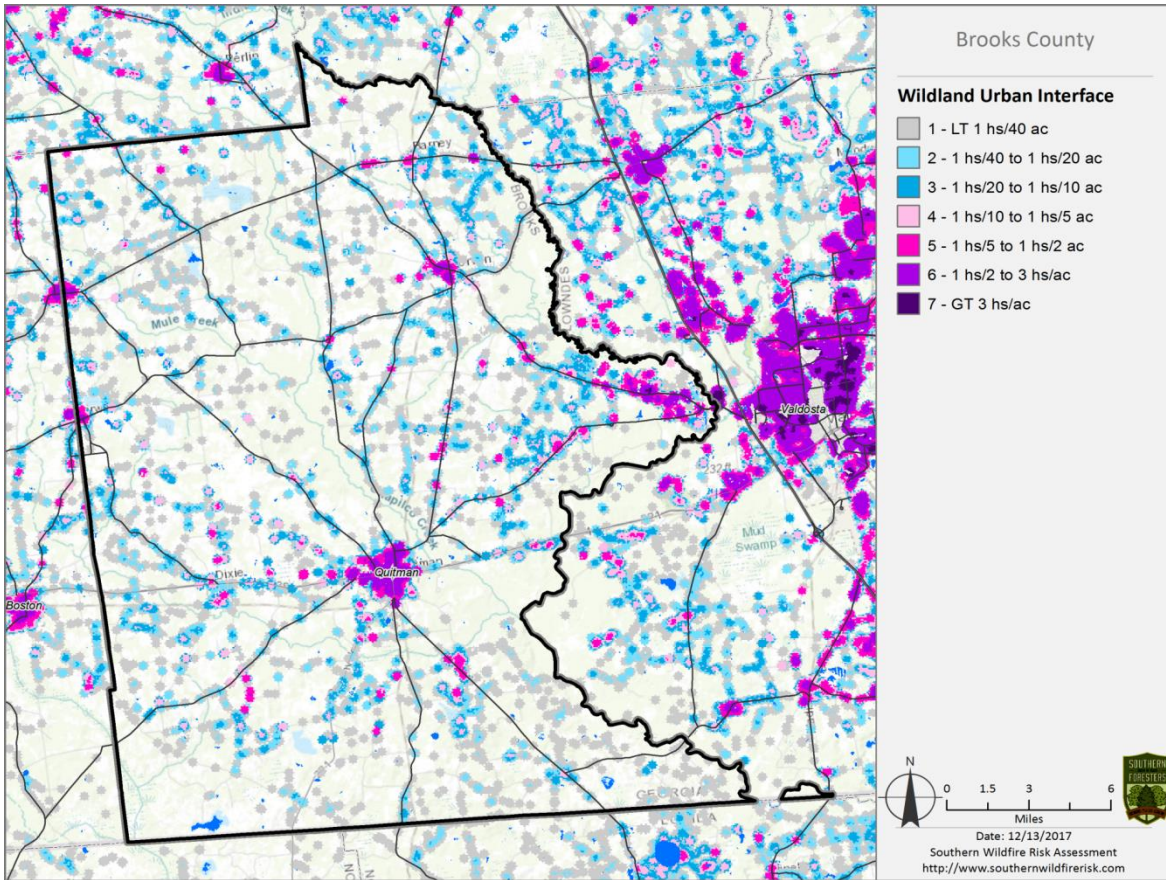 Brooks County
Wildland Urban Interface
1 - LT 1 hs/40 ac
2 - 1 hs/40 to 1 hs/20 ac
3 - 1 hs/20 to 1 hs/10 ac
4 - 1 hs/10 to 1 hs/5 ac
5 - 1 hs/5 to 1 hs/2 ac
6 - 1 hs/2 to 3 hs/ac
7 - GT 3 hs/ac
BROOKS
LOWNDES
Mule Creek
Valdosta
Mud
Swamp
Dixie
Quitman
Boston
GEORGIA
N
0 1.5 3 6
Miles
Date: 12/13/2017
Southern Wildfire Risk Assessment
http://www.southernwildfirerisk.com
SOUTHERN
FORESTERS